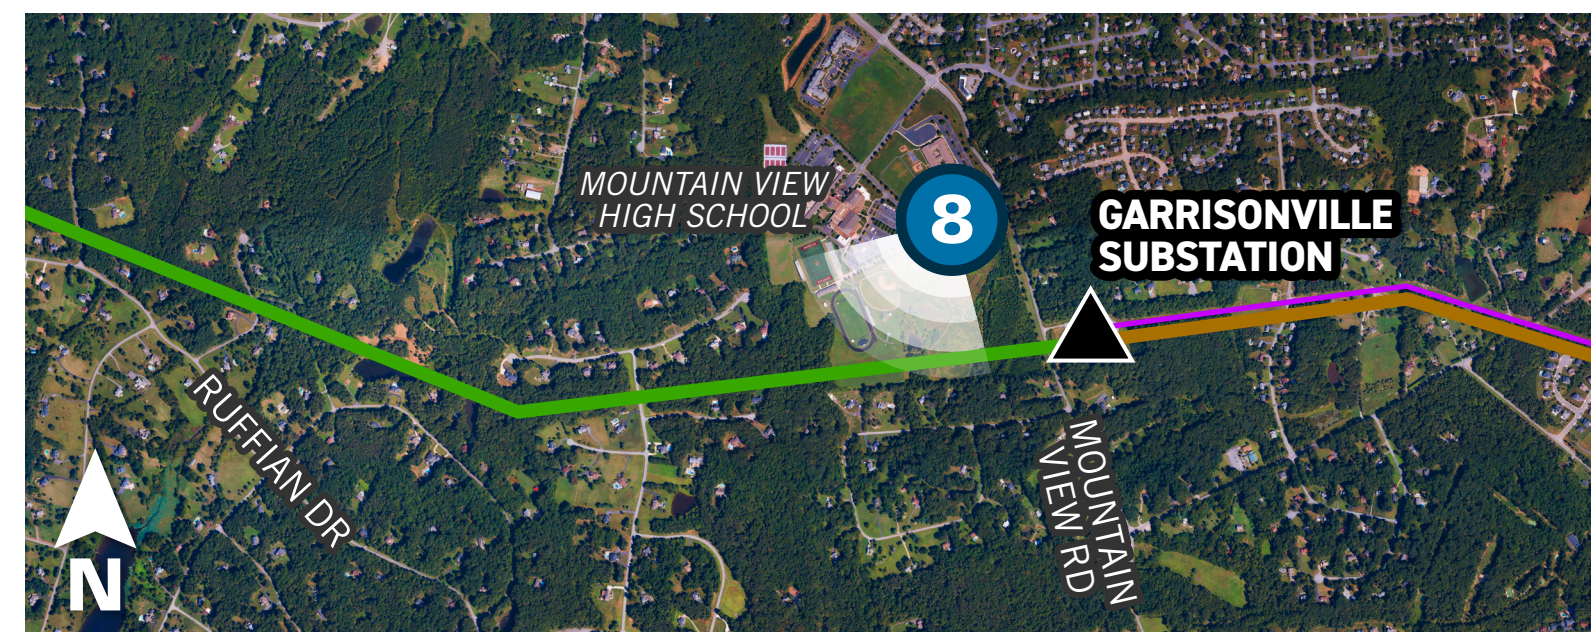 MOUNTAIN VIEW
HIGH SCHOOL
8
GARRISONVILLE
SUBSTATION
RUFFIAN DR
MOUNTAIN
VIEW RD
N